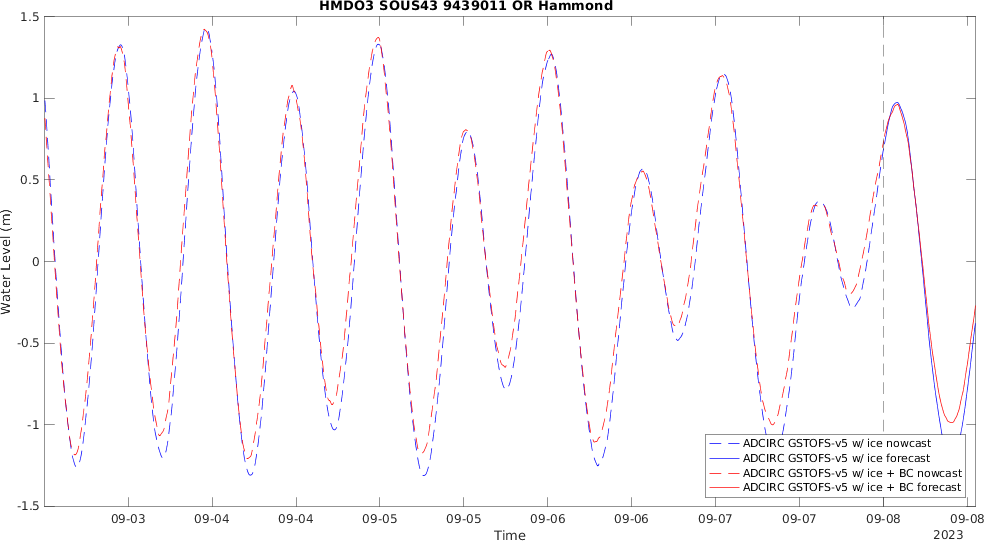 HMDO3 SOUS43 9439011 OR Hammond
1.5
1
0.5
0
-0.5
-1
-1.5
Water Level (m)
ADCIRC GSTOFS-v5 w/ ice nowcast
ADCIRC GSTOFS-v5 w/ ice forecast
ADCIRC GSTOFS-v5 w/ ice + BC nowcast
ADCIRC GSTOFS-v5 w/ ice + BC forecast
09-03 09-04 09-04 09-05 09-05 09-06 09-06 09-07 09-07 09-08 09-08
2023
Time